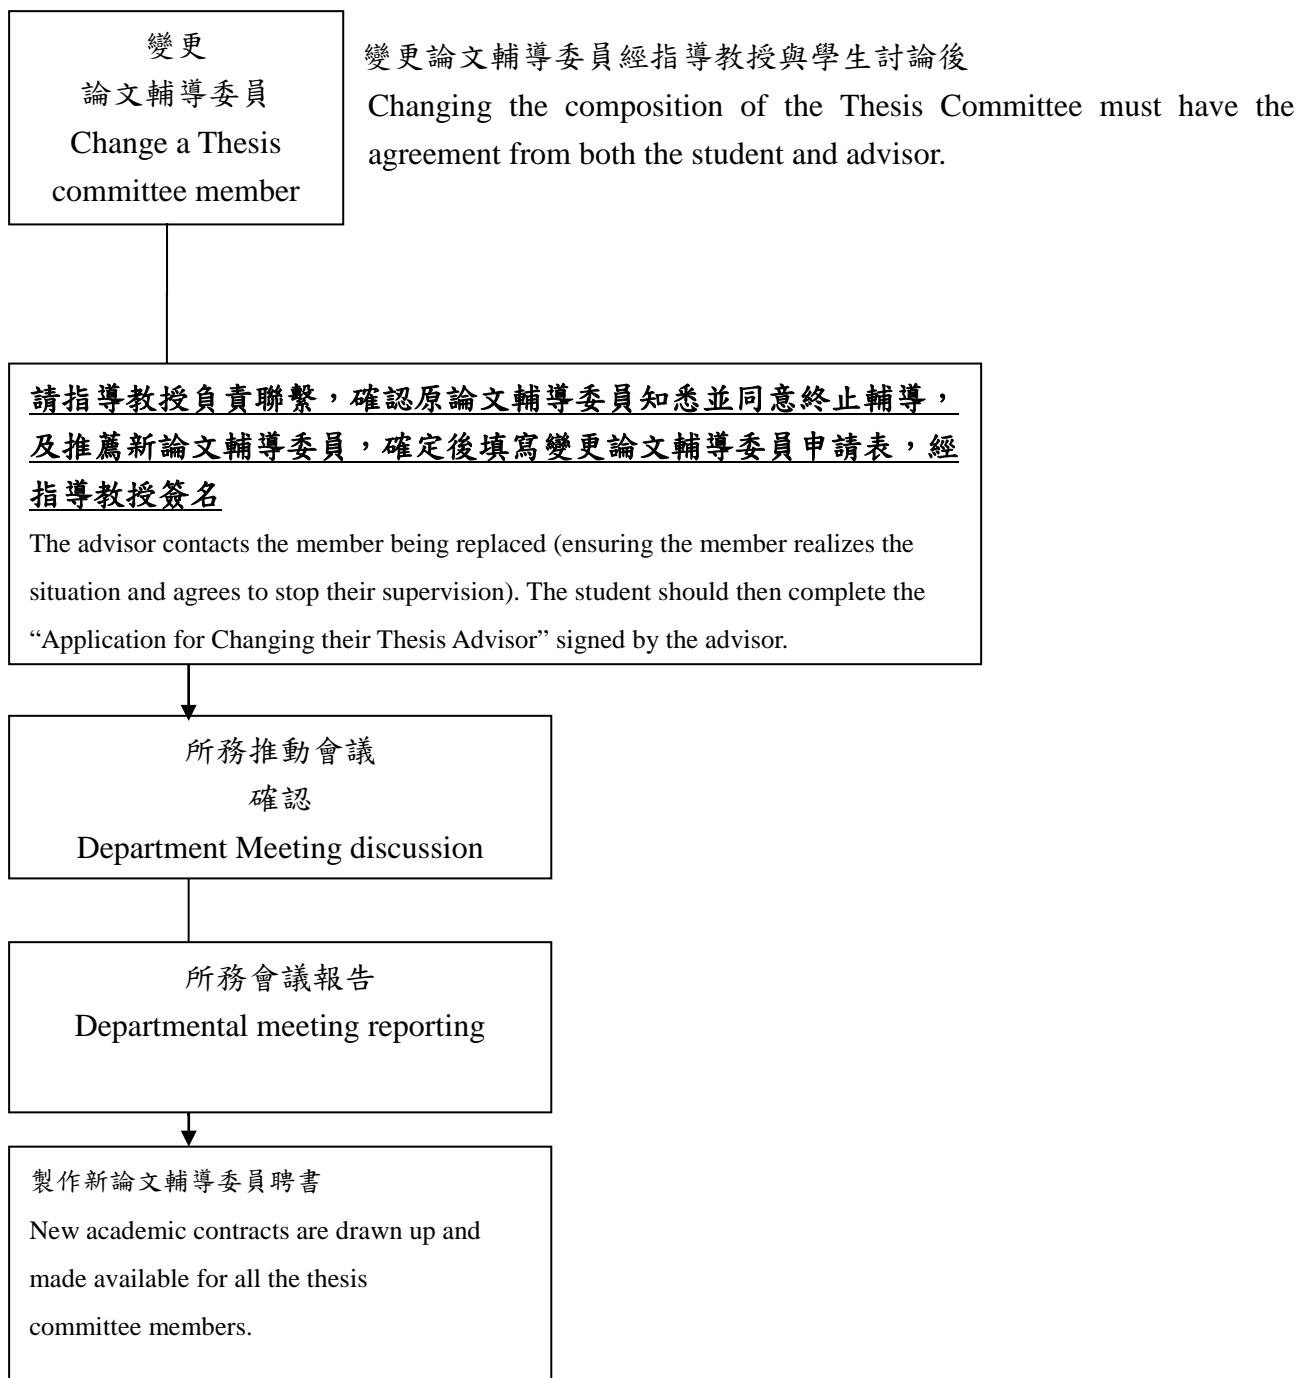 變更
論文輔導委員
Change a Thesis
committee member
變更論文輔導委員經指導教授與學生討論後
Changing the composition of the Thesis Committee must have the
agreement from both the student and advisor.
請指導教授負責聯繫，確認原論文輔導委員知悉並同意終止輔導，
及推薦新論文輔導委員，確定後填寫變更論文輔導委員申請表，經
指導教授簽名
The advisor contacts the member being replaced (ensuring the member realizes the
situation and agrees to stop their supervision). The student should then complete the
“Application for Changing their Thesis Advisor” signed by the advisor.
所務推動會議
確認
Department Meeting discussion
所務會議報告
Departmental meeting reporting
製作新論文輔導委員聘書
New academic contracts are drawn up and
made available for all the thesis
committee members.